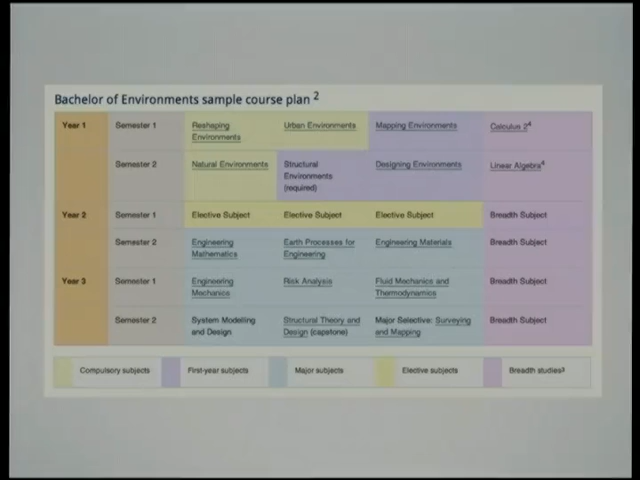 Bachelor of Environments sample course plan 2
Year 1 Semester 1 Reshaping Urban Environments Mapping Environments Calculus 2⁴
Environments
Semester 2 Natural Environments Structural Designing Environments Linear Algebra⁴
Environments
(required)
Year 2 Semester 1 Elective Subject Elective Subject Elective Subject Breadth Subject
Semester 2 Engineering Earth Processes for Engineering Materials Breadth Subject
Mathematics Engineering
Year 3 Semester 1 Engineering Risk Analysis Fluid Mechanics and Breadth Subject
Mechanics Thermodynamics
Semester 2 System Modelling Structural Theory and Major Selective: Surveying Breadth Subject
and Design Design (capstone) and Mapping
Compulsory subjects First-year subjects Major subjects Elective subjects Breadth studies³